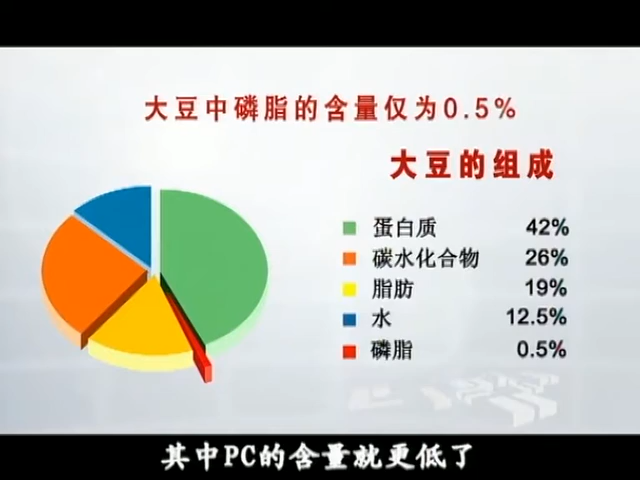 大豆中磷脂的含量仅为0.5%
大豆的组成
蛋白质 42%
碳水化合物 26%
脂肪 19%
水 12.5%
磷脂 0.5%
其中PC的含量就更低了